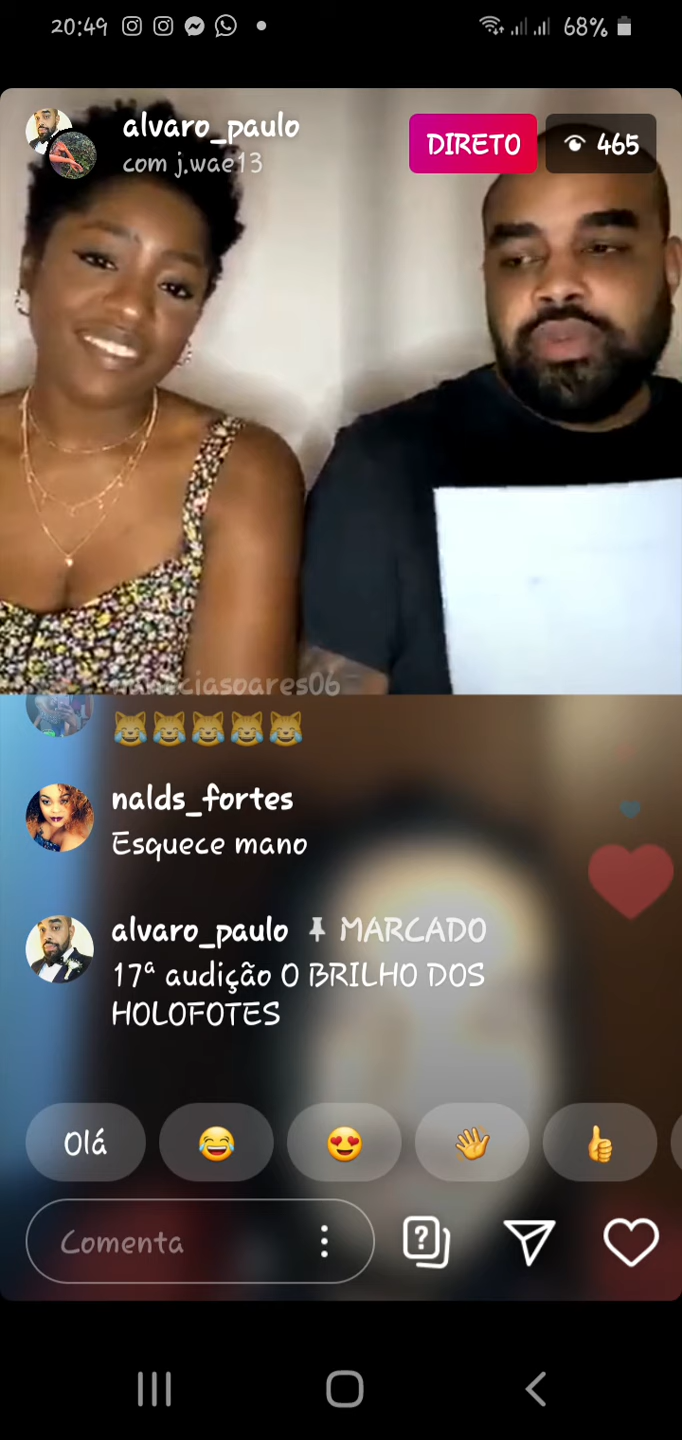 20:49
68%
alvaro_paulo
com j.wae13
DIRETO
465
nalds_fortes
Esquece mano
alvaro_paulo MARCADO
17ª audição O BRILHO DOS
HOLOFOTES
Olá
Comenta